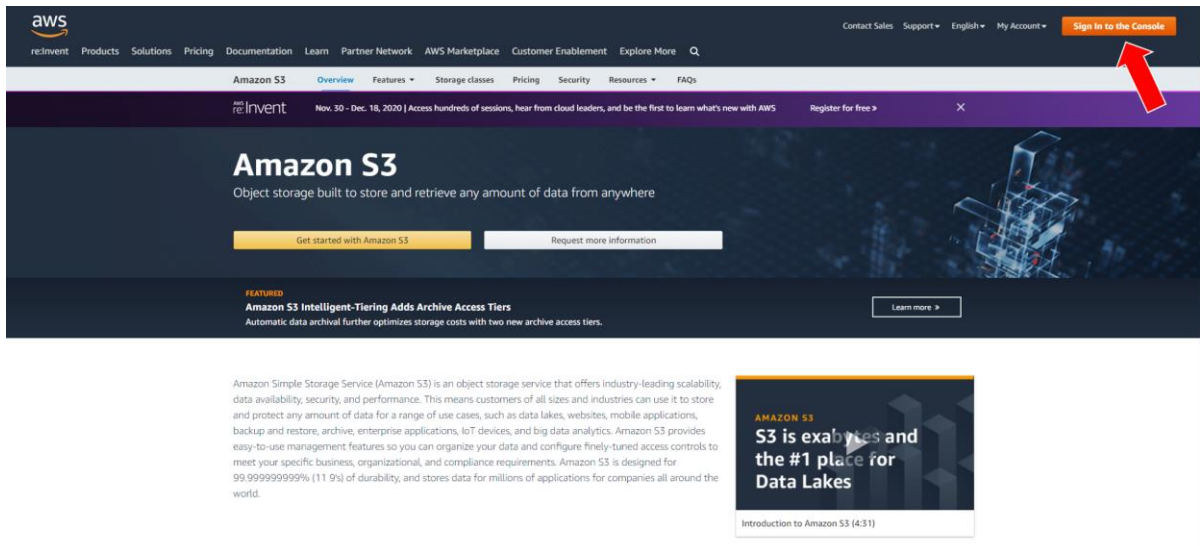 aws
Contact Sales Support English My Account Sign In to the Console
re:Invent Products Solutions Pricing Documentation Learn Partner Network AWS Marketplace Customer Enablement Explore More
Amazon S3 Overview Features Storage classes Pricing Security Resources FAQs
AWS re:Invent Nov. 30 - Dec. 18, 2020 | Access hundreds of sessions, hear from cloud leaders, and be the first to learn what's new with AWS Register for free »
Amazon S3
Object storage built to store and retrieve any amount of data from anywhere
Get started with Amazon S3 Request more information
FEATURED
Amazon S3 Intelligent-Tiering Adds Archive Access Tiers
Automatic data archival further optimizes storage costs with two new archive access tiers.
Learn more »
Amazon Simple Storage Service (Amazon S3) is an object storage service that offers industry-leading scalability,
data availability, security, and performance. This means customers of all sizes and industries can use it to store
and protect any amount of data for a range of use cases, such as data lakes, websites, mobile applications,
backup and restore, archive, enterprise applications, IoT devices, and big data analytics. Amazon S3 provides
easy-to-use management features so you can organize your data and configure finely-tuned access controls to
meet your specific business, organizational, and compliance requirements. Amazon S3 is designed for
99.999999999% (11 9's) of durability, and stores data for millions of applications for companies all around the
world.
AMAZON S3
S3 is exabytes and
the #1 place for
Data Lakes
Introduction to Amazon S3 (4:31)